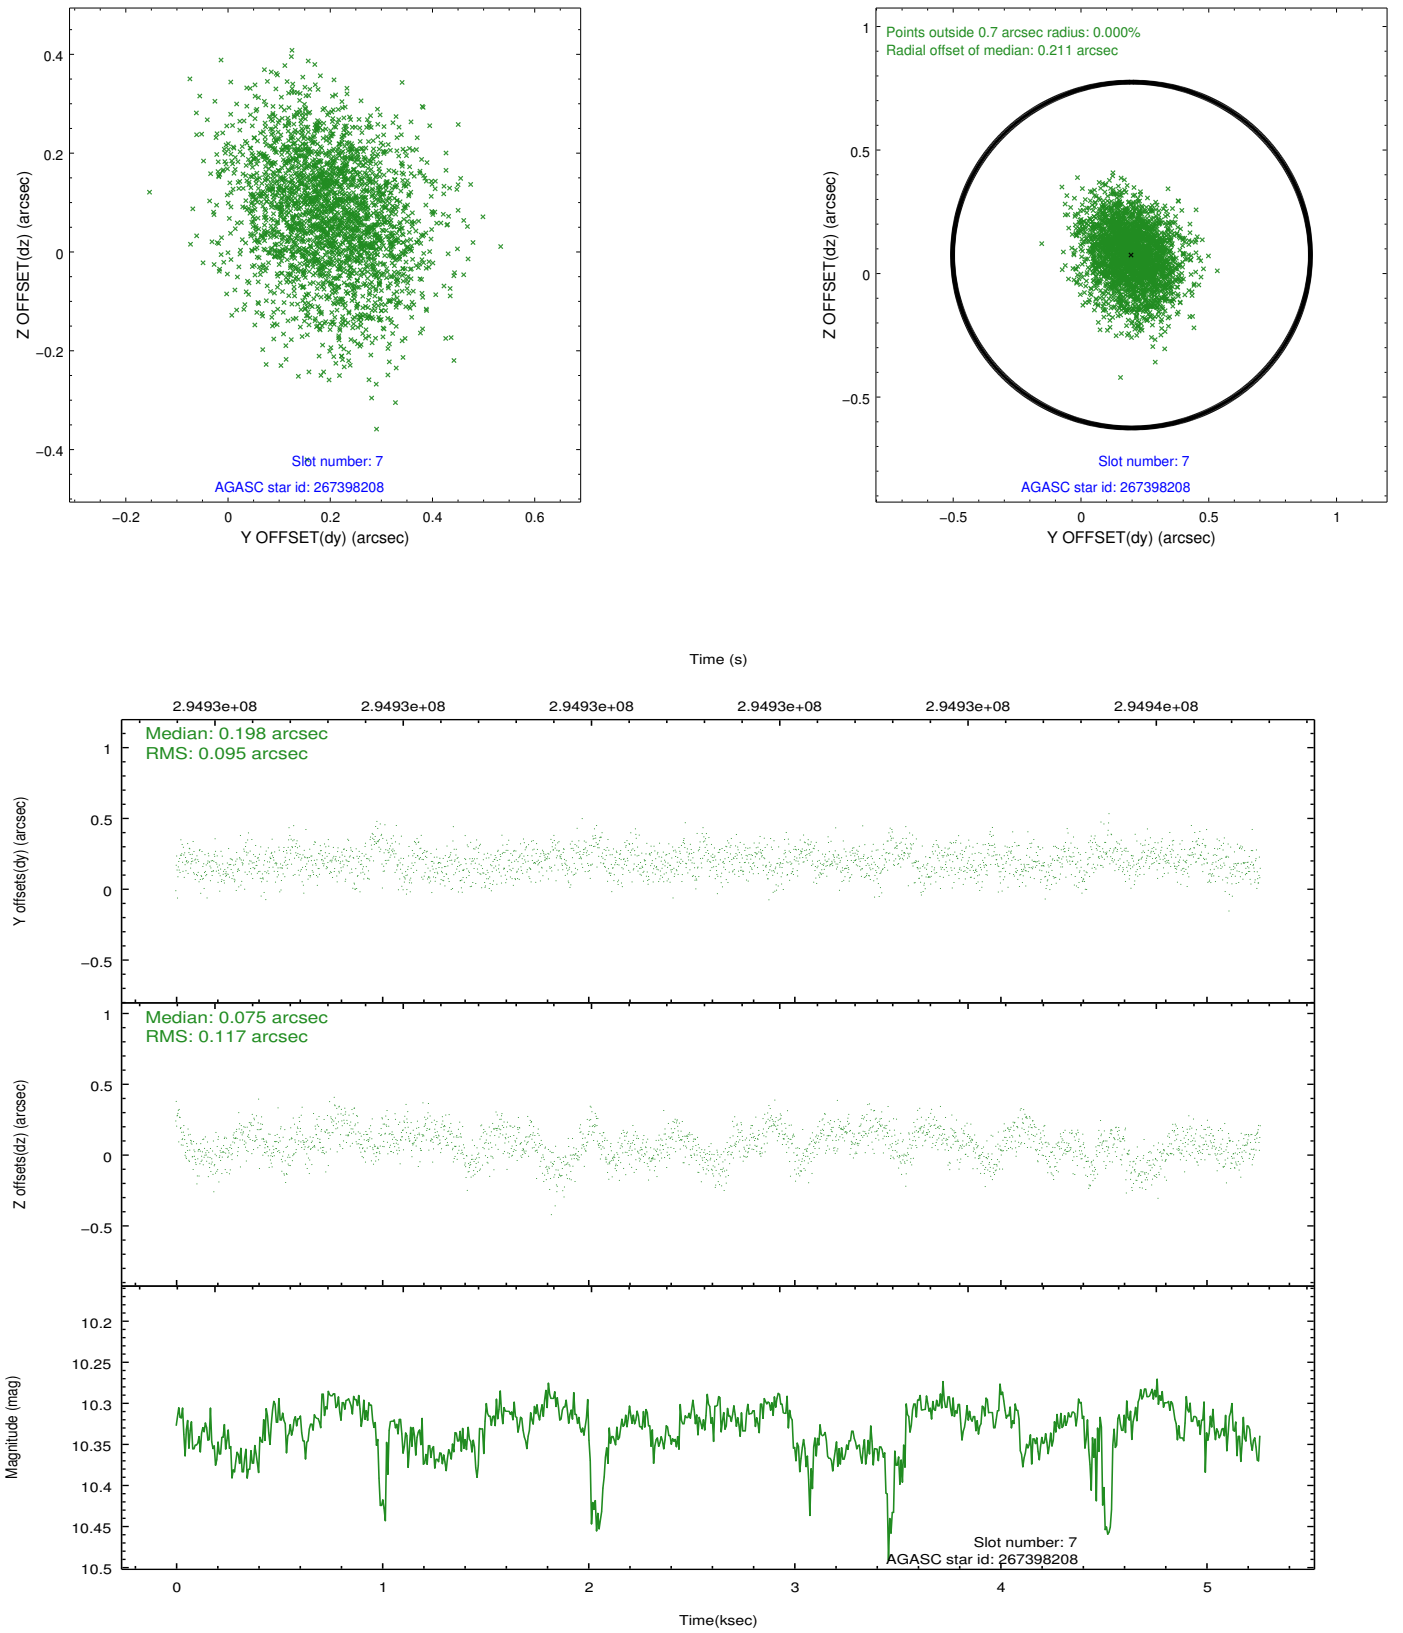 0.4
0.2
0
−0.2
−0.4
Z OFFSET(dz) (arcsec)
Slot number: 7
AGASC star id: 267398208
−0.2 0 0.2 0.4 0.6
Y OFFSET(dy) (arcsec)
Points outside 0.7 arcsec radius: 0.000%
Radial offset of median: 0.211 arcsec
1
0.5
0
−0.5
Z OFFSET(dz) (arcsec)
Slot number: 7
AGASC star id: 267398208
−0.5 0 0.5 1
Y OFFSET(dy) (arcsec)
Time (s)
2.9493e+08 2.9493e+08 2.9493e+08 2.9493e+08 2.9493e+08 2.9494e+08
Median: 0.198 arcsec
RMS: 0.095 arcsec
1
0.5
0
−0.5
Y offsets(dy) (arcsec)
Median: 0.075 arcsec
RMS: 0.117 arcsec
1
0.5
0
−0.5
Z offsets(dz) (arcsec)
10.2
10.25
10.3
10.35
10.4
10.45
10.5
Magnitude (mag)
Slot number: 7
AGASC star id: 267398208
0 1 2 3 4 5
Time(ksec)